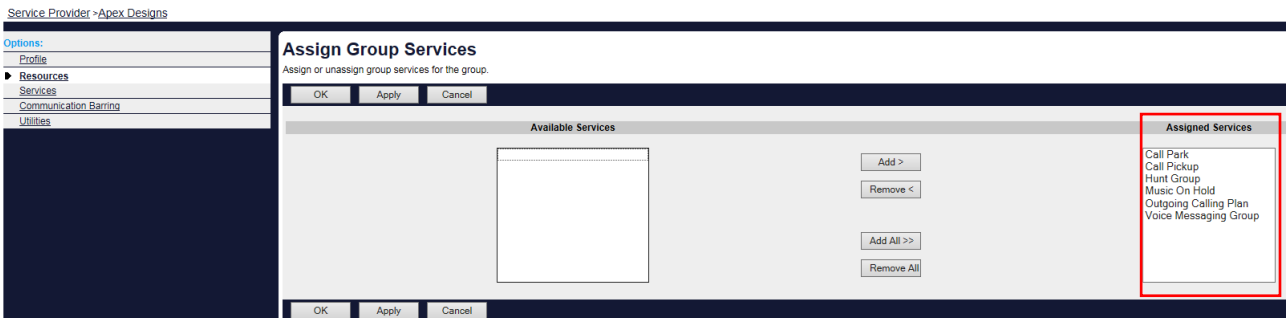 Service Provider >Apex Designs
Options:
Profile
Resources
Services
Communication Barring
Utilities
Assign Group Services
Assign or unassign group services for the group.
OK Apply Cancel
Available Services Assigned Services
Add >
Remove <
Add All >>
Remove All
Call Park
Call Pickup
Hunt Group
Music On Hold
Outgoing Calling Plan
Voice Messaging Group
OK Apply Cancel